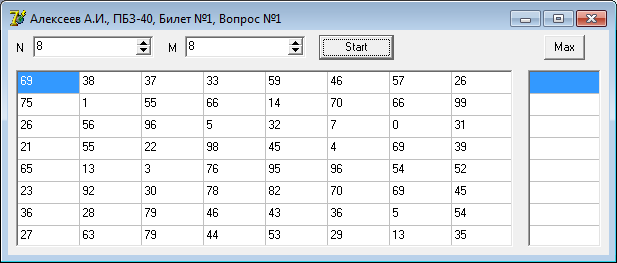 Алексеев А.И., ПБЗ-40, Билет №1, Вопрос №1
N 8 M 8 Start Max
69 38 37 33 59 46 57 26
75 1 55 66 14 70 66 99
26 56 96 5 32 7 0 31
21 55 22 98 45 4 69 39
65 13 3 76 95 96 54 52
23 92 30 78 82 70 69 45
36 28 79 46 43 36 5 54
27 63 79 44 53 29 13 35